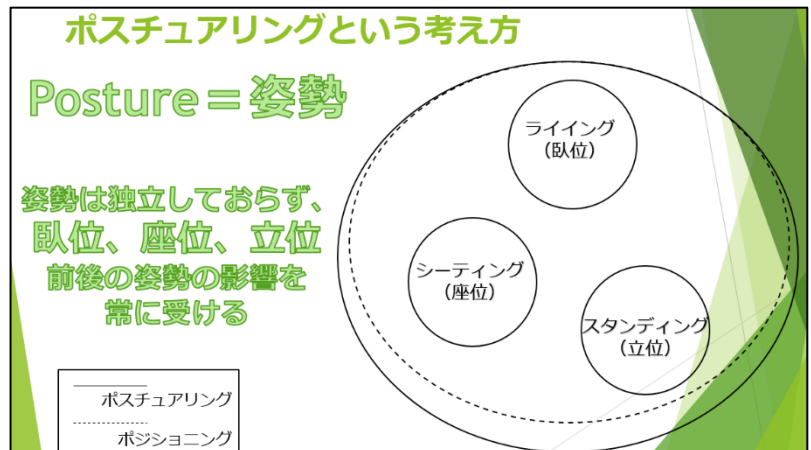 ポスチュアリングという考え方
Posture＝姿勢
姿勢は独立しておらず、
臥位、座位、立位
前後の姿勢の影響を
常に受ける
ライイング
（臥位）
シーティング
（座位）
スタンディング
（立位）
ポスチュアリング
ポジショニング